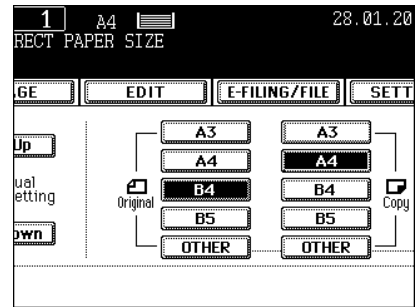 1 A4 28.01.20
RECT PAPER SIZE
GE EDIT E-FILING/FILE SETT
Up
ual
etting
own
A3 A3
A4 A4
B4 B4
Original Copy
B5 B5
OTHER OTHER